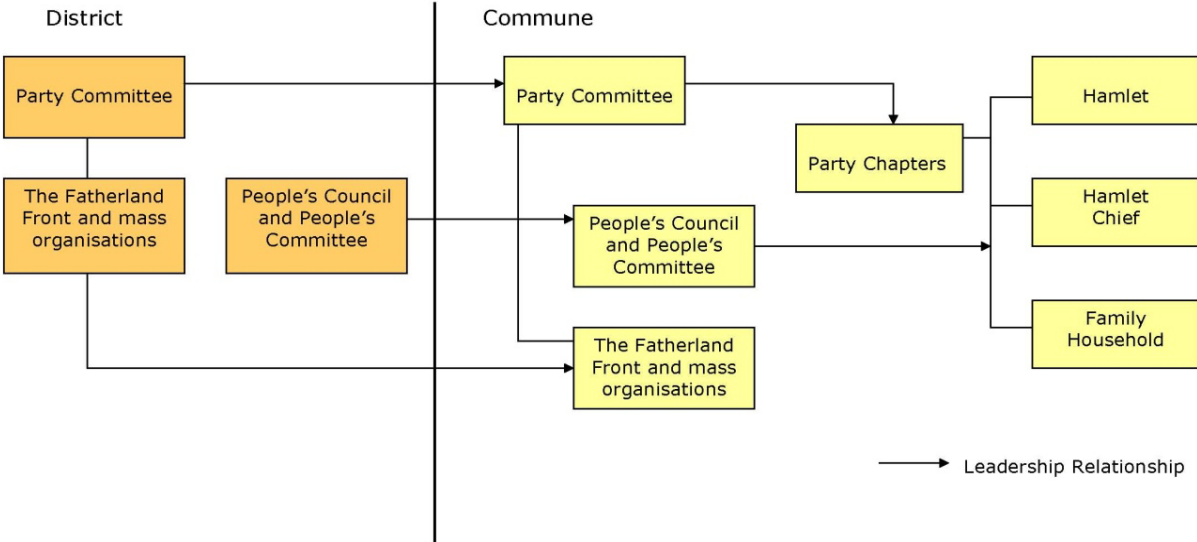 District
Commune
Party Committee
Party Committee
Hamlet
Party Chapters
The Fatherland
Front and mass
organisations
People's Council
and People's
Committee
People's Council
and People's
Committee
Hamlet
Chief
The Fatherland
Front and mass
organisations
Family
Household
Leadership Relationship